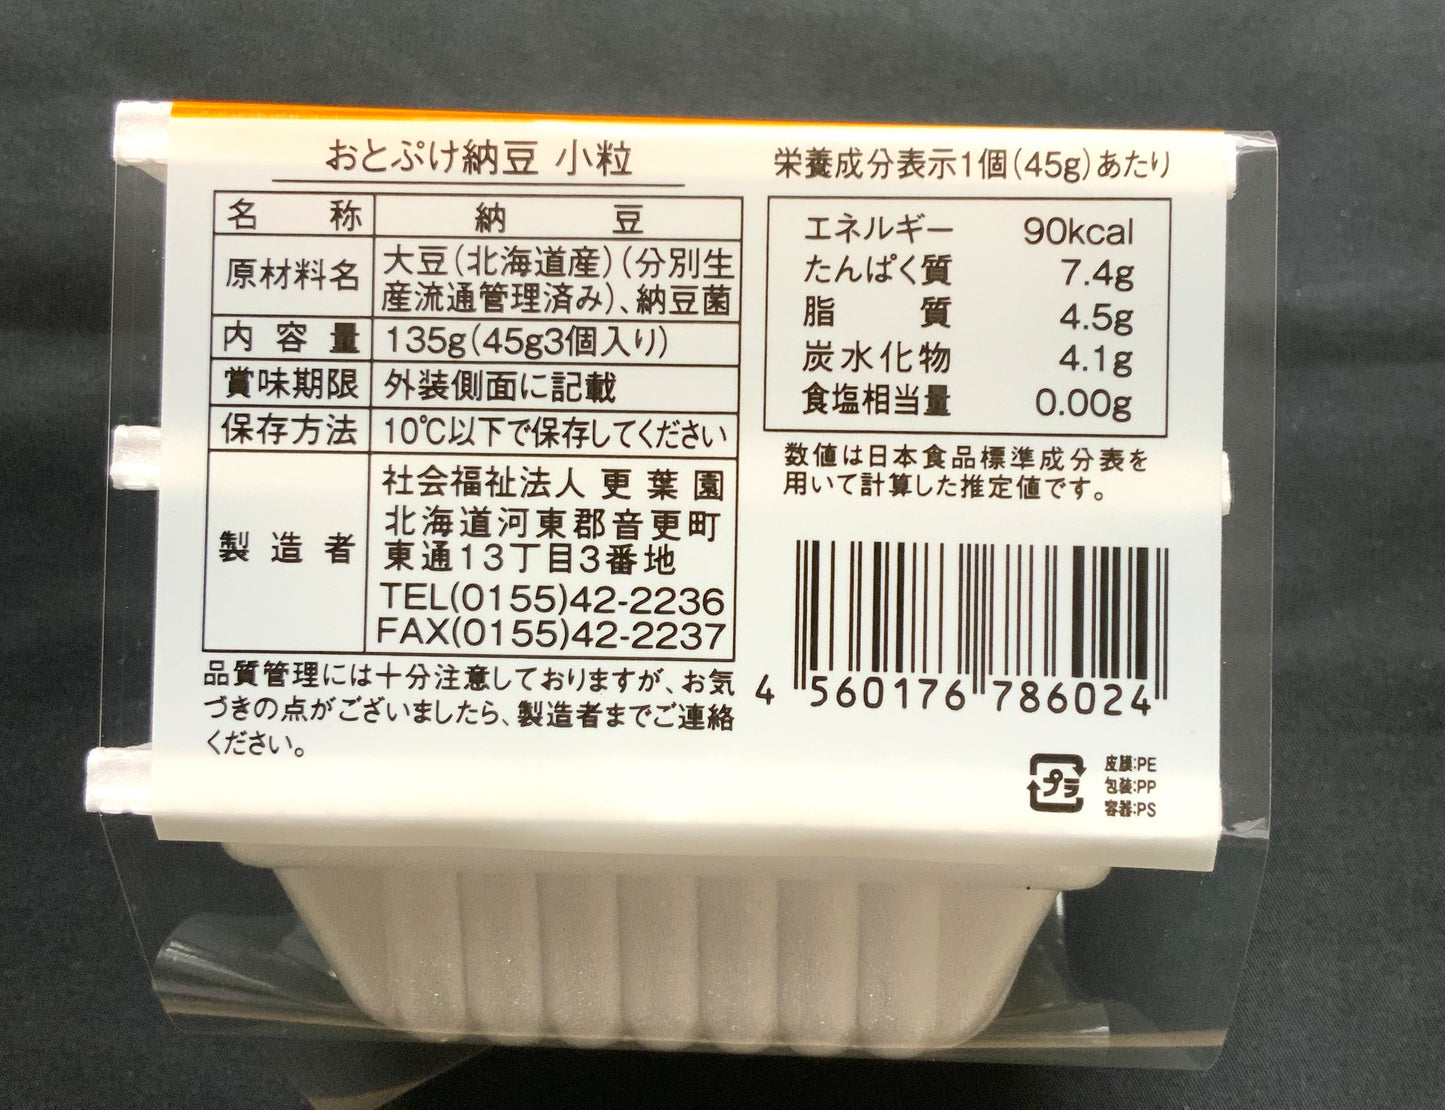 おとぷけ納豆 小粒
名称 納豆
原材料名 大豆(北海道産)(分別生
産流通管理済み)、納豆菌
内容量 135g(45g3個入り)
賞味期限 外装側面に記載
保存方法 10℃以下で保存してください
製造者 社会福祉法人 更葉園
北海道河東郡音更町
東通13丁目3番地
TEL(0155)42-2236
FAX(0155)42-2237
品質管理には十分注意しておりますが、お気
づきの点がございましたら、製造者までご連絡
ください。
栄養成分表示1個(45g)あたり
エネルギー 90kcal
たんぱく質 7.4g
脂質 4.5g
炭水化物 4.1g
食塩相当量 0.00g
数値は日本食品標準成分表を
用いて計算した推定値です。
4 560176 786024
プラ
皮膜:PE
包装:PP
容器:PS